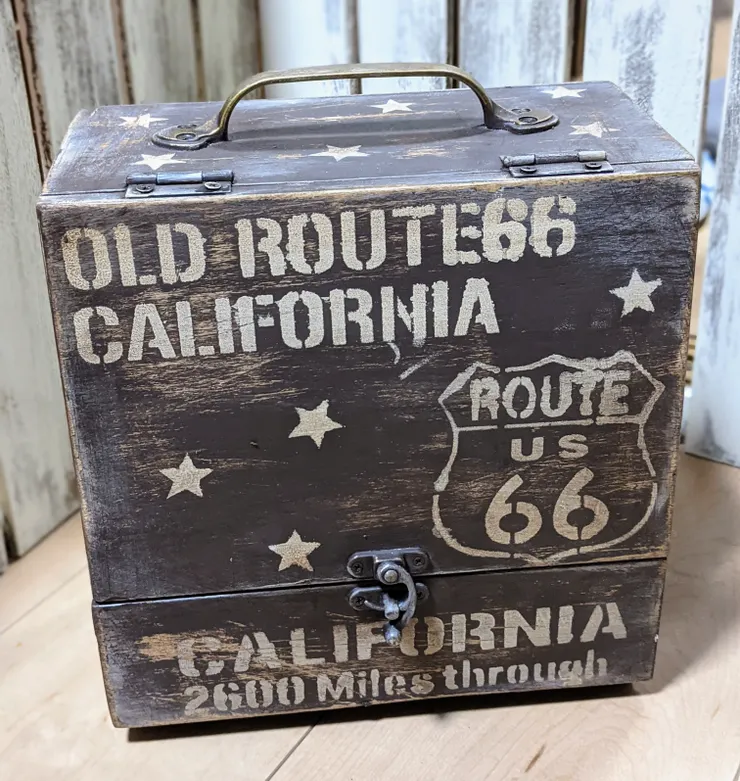 OLD ROUTE66
CALIFORNIA
ROUTE
US
66
CALIFORNIA
2600 Miles through